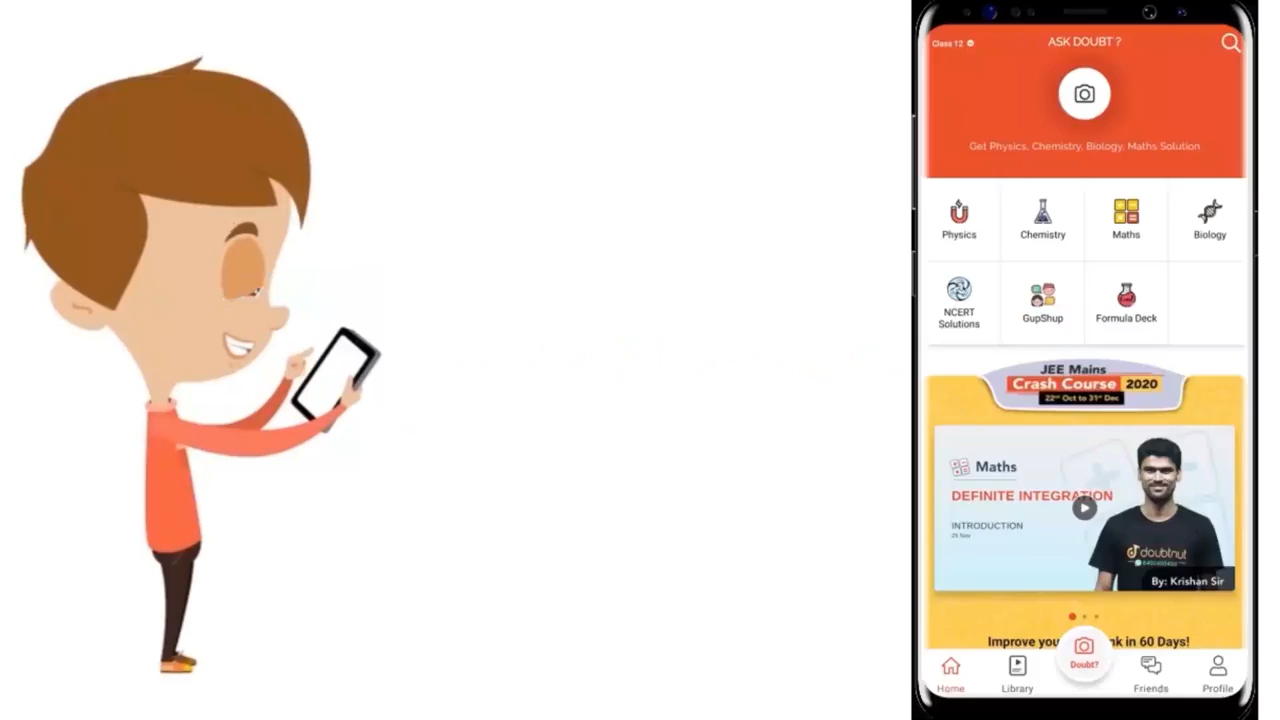 Class 12
ASK DOUBT ?
Get Physics, Chemistry, Biology, Maths Solution
Physics
Chemistry
Maths
Biology
NCERT
Solutions
GupShup
Formula Deck
JEE Mains
Crash Course 2020
22nd Oct to 31st Dec
Maths
DEFINITE INTEGRATION
INTRODUCTION
doubtnut
By: Krishan Sir
in 60 Days!
Doubt?
Home
Library
Friends
Profile